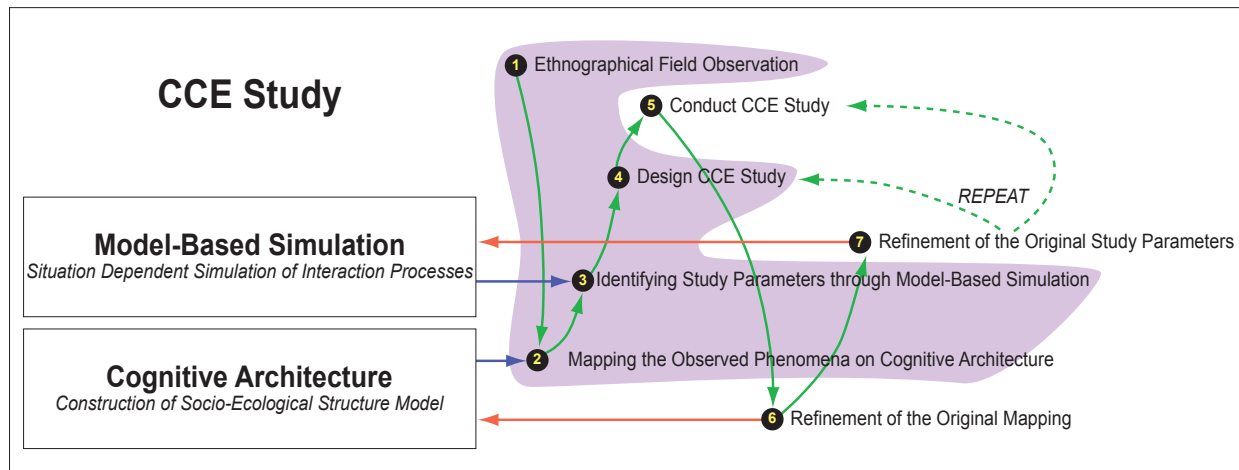 CCE Study
1 Ethnographical Field Observation
5 Conduct CCE Study
4 Design CCE Study
REPEAT
Model-Based Simulation
Situation Dependent Simulation of Interaction Processes
7 Refinement of the Original Study Parameters
3 Identifying Study Parameters through Model-Based Simulation
2 Mapping the Observed Phenomena on Cognitive Architecture
Cognitive Architecture
Construction of Socio-Ecological Structure Model
6 Refinement of the Original Mapping